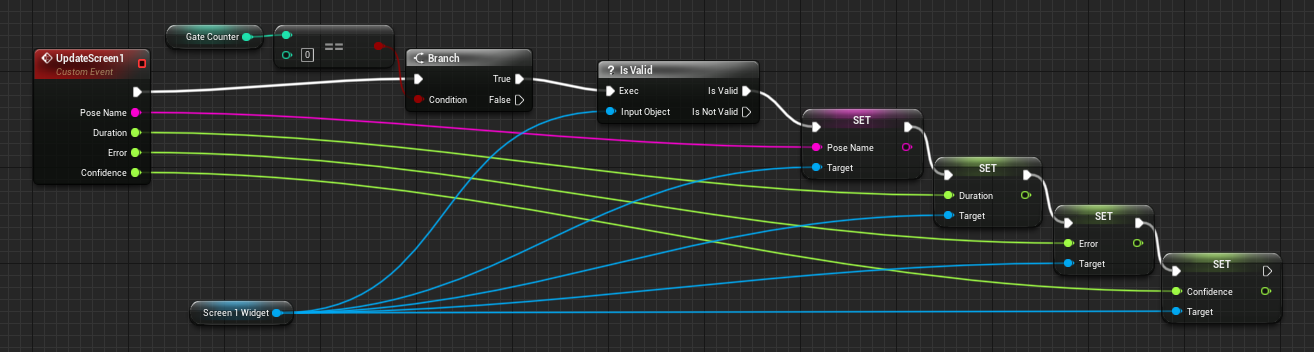 Gate Counter
0
==
UpdateScreen1
Custom Event
Pose Name
Duration
Error
Confidence
Branch
True
Condition
False
? Is Valid
Exec
Is Valid
Input Object
Is Not Valid
SET
Pose Name
Target
SET
Duration
Target
SET
Error
Target
SET
Confidence
Target
Screen 1 Widget